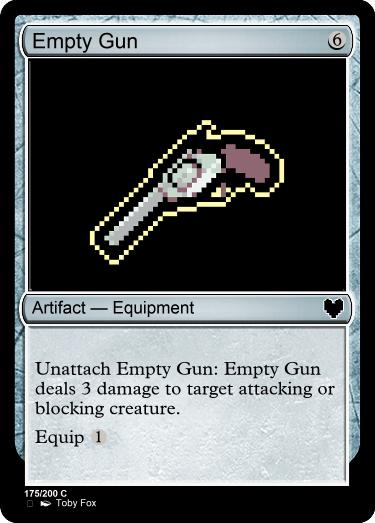 Empty Gun 6
Artifact — Equipment
Unattach Empty Gun: Empty Gun
deals 3 damage to target attacking or
blocking creature.
Equip 1
175/200 C
Toby Fox